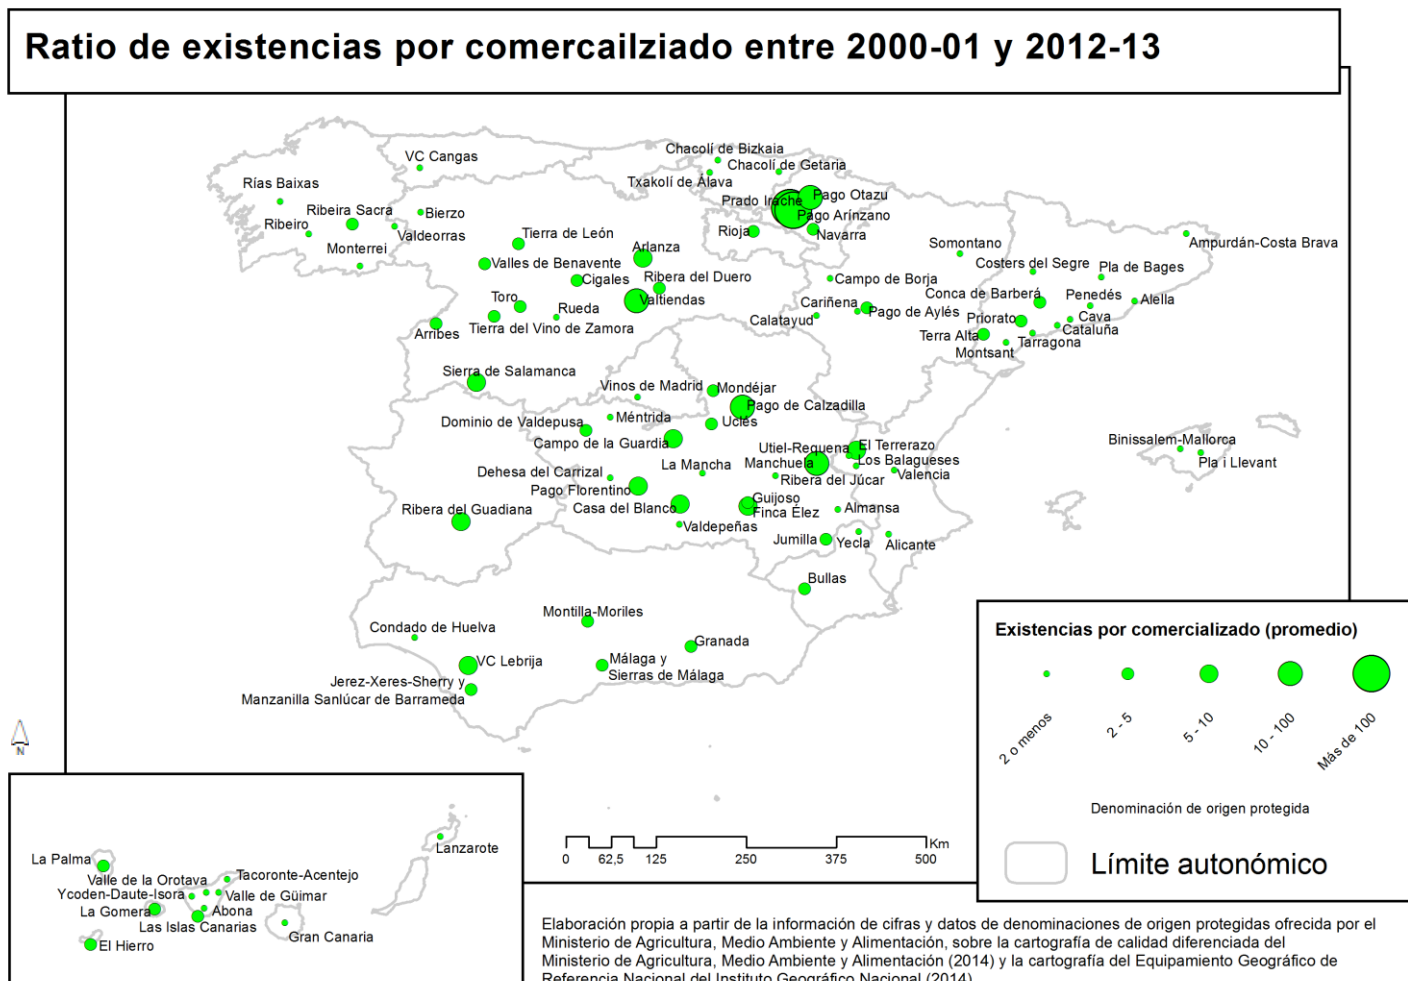 Ratio de existencias por comercailziado entre 2000-01 y 2012-13
Chacolí de Bizkaia
VC Cangas
Chacolí de Getaria
Txakolí de Álava
Rías Baixas
Prado Irache
Pago Otazu
Ribeira Sacra
Bierzo
Pago Arínzano
Ribeiro
Valdeorras
Rioja
Navarra
Monterrei
Tierra de León
Arlanza
Somontano
Ampurdán-Costa Brava
Valles de Benavente
Cigales
Ribera del Duero
Campo de Borja
Costers del Segre
Pla de Bages
Toro
Rueda
Valtiendas
Cariñena
Pago de Aylés
Conca de Barberá
Penedés
Alella
Arribes
Tierra del Vino de Zamora
Calatayud
Priorato
Cava
Cataluña
Terra Alta
Tarragona
Montsant
Sierra de Salamanca
Vinos de Madrid
Mondéjar
Pago de Calzadilla
Dominio de Valdepusa
Méntrida
Uclés
Campo de la Guardia
Utiel-Requena
El Terrerazo
Binissalem-Mallorca
Dehesa del Carrizal
La Mancha
Manchuela
Los Balagueses
Pla i Llevant
Pago Florentino
Ribera del Júcar
Valencia
Ribera del Guadiana
Casa del Blanco
Guijoso
Finca Élez
Almansa
Valdepeñas
Jumilla
Yecla
Alicante
Bullas
Montilla-Moriles
Condado de Huelva
Granada
VC Lebrija
Málaga y
Sierras de Málaga
Jerez-Xeres-Sherry y
Manzanilla Sanlúcar de Barrameda
N
Existencias por comercializado (promedio)
2 o menos
2 - 5
5 - 10
10 - 100
Más de 100
Denominación de origen protegida
Límite autonómico
Km
0 62,5 125 250 375 500
Lanzarote
La Palma
Valle de la Orotava
Tacoronte-Acentejo
Ycoden-Daute-Isora
Valle de Güimar
La Gomera
Abona
Las Islas Canarias
Gran Canaria
El Hierro
Elaboración propia a partir de la información de cifras y datos de denominaciones de origen protegidas ofrecida por el
Ministerio de Agricultura, Medio Ambiente y Alimentación, sobre la cartografía de calidad diferenciada del
Ministerio de Agricultura, Medio Ambiente y Alimentación (2014) y la cartografía del Equipamiento Geográfico de
Referencia Nacional del Instituto Geográfico Nacional (2014)